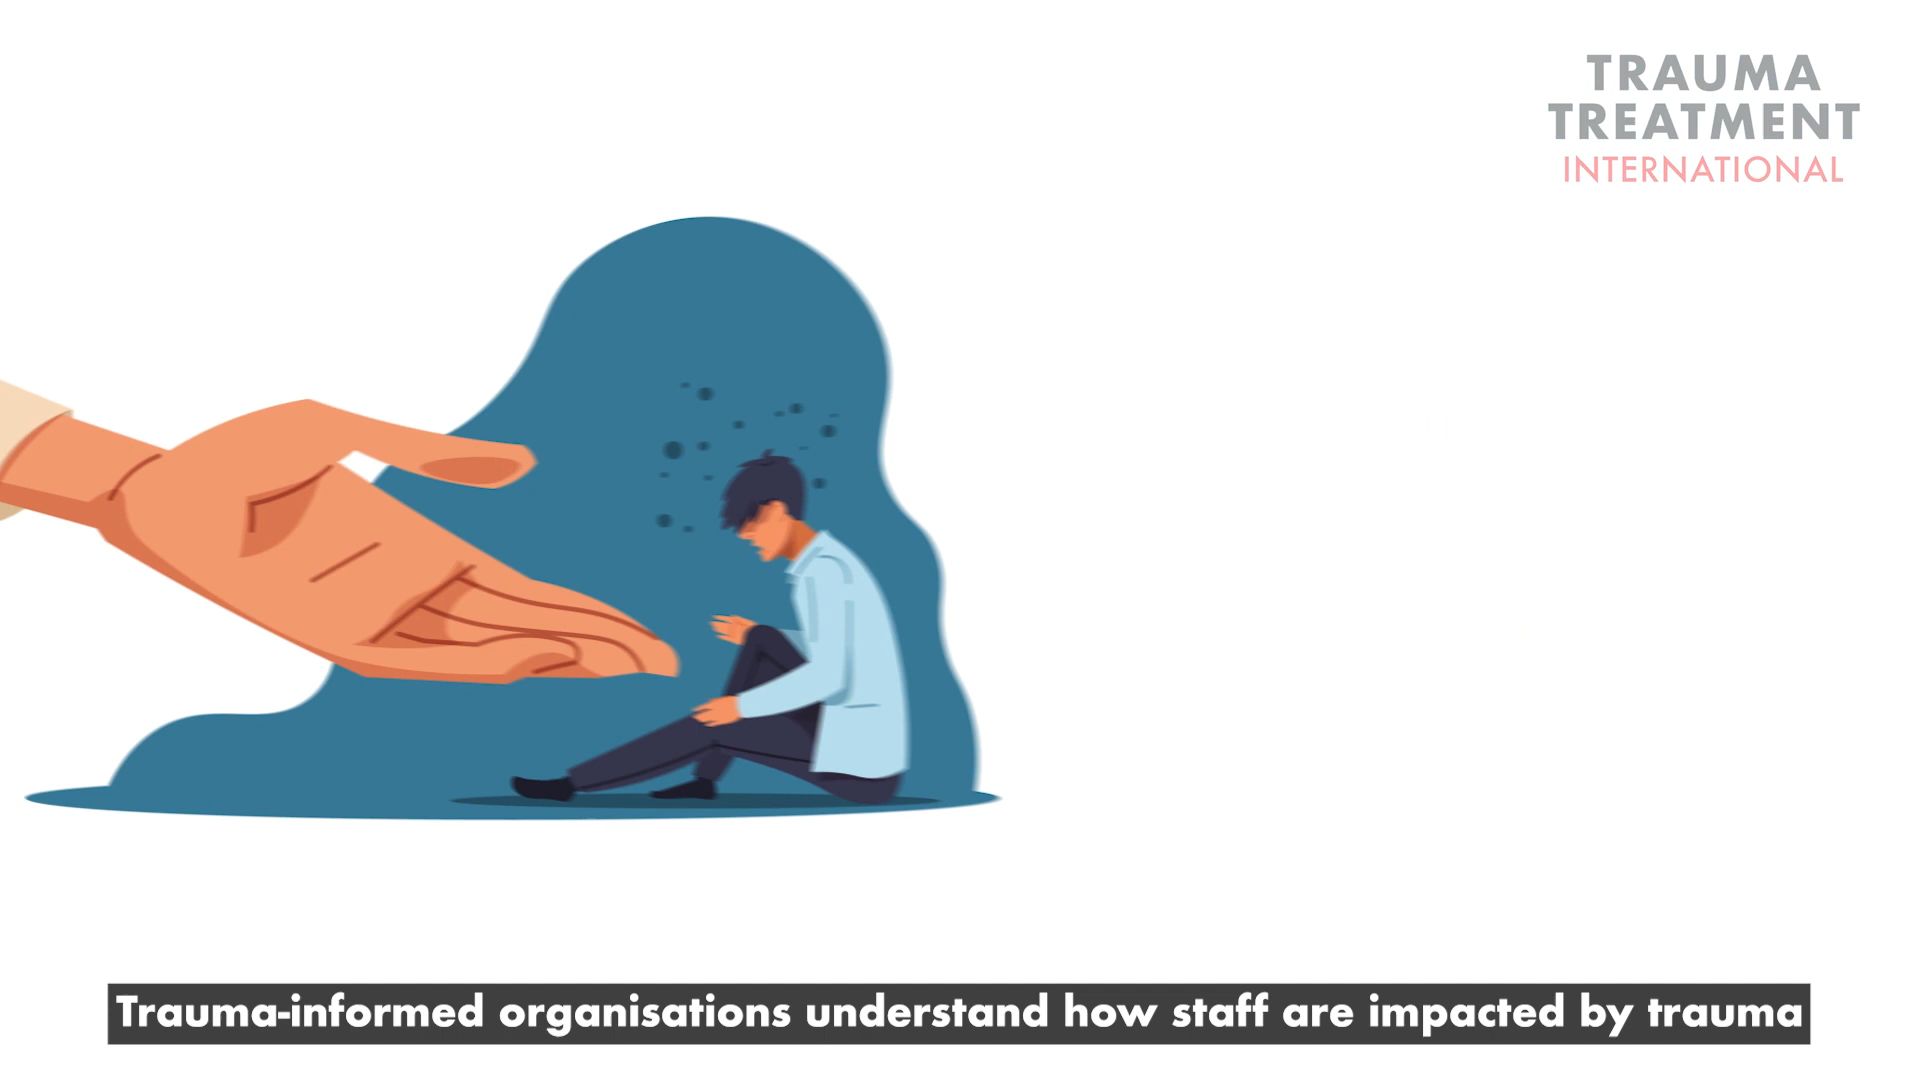 TRAUMA
TREATMENT
INTERNATIONAL
Trauma-informed organisations understand how staff are impacted by trauma